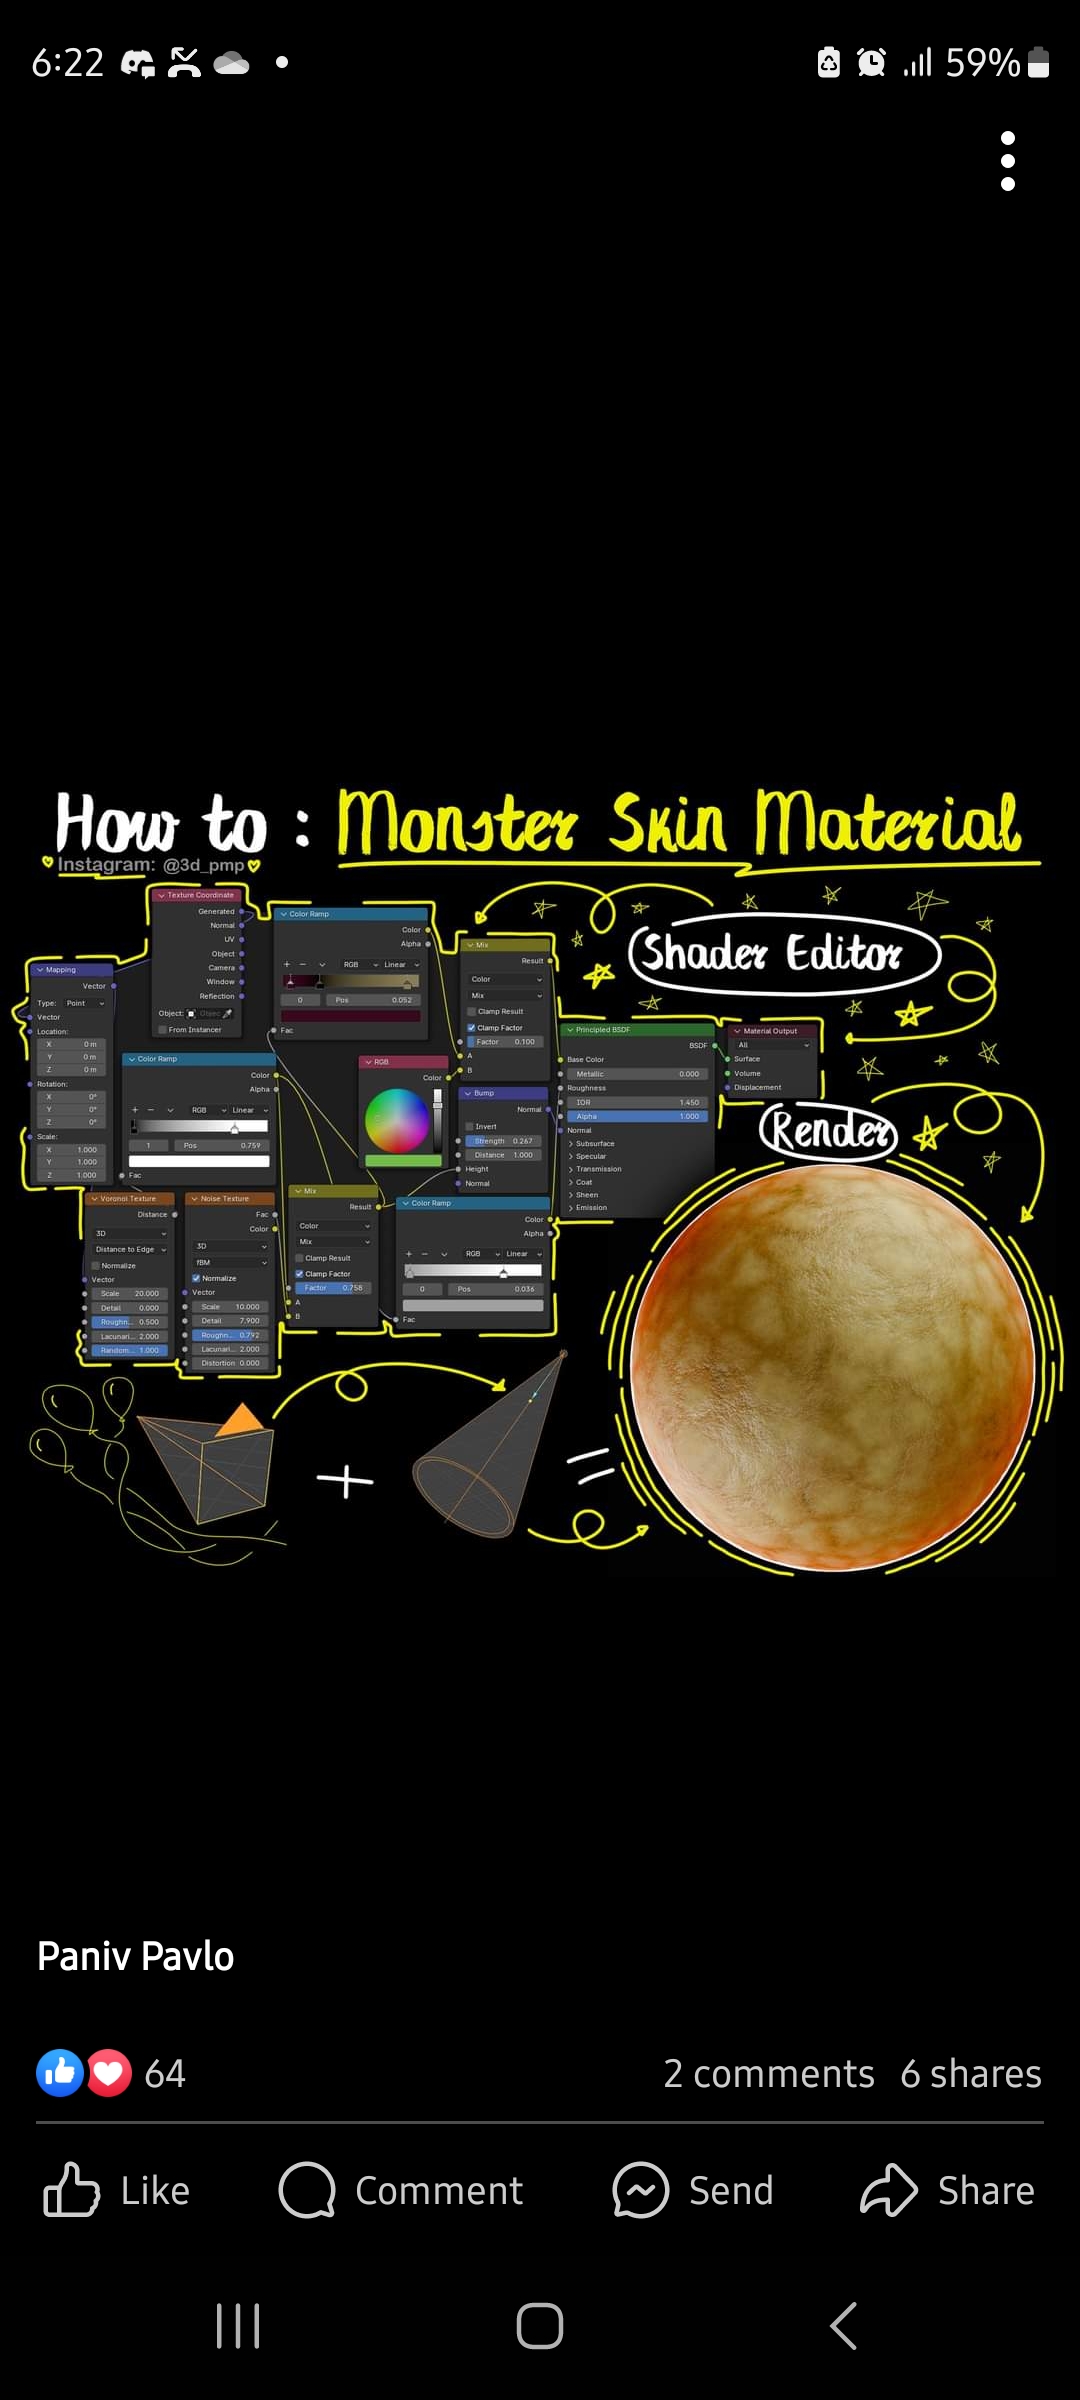 6:22
59%
How to : Monster Skin Material
Instagram: @3d_pmp
Shader Editor
Render
Texture Coordinate
Generated
Normal
UV
Object
Camera
Window
Reflection
Object:
From Instancer
Color Ramp
Color
Alpha
RGB
Linear
0
Pos
0.052
Fac
Mix
Result
Color
Mix
Clamp Result
Clamp Factor
Factor 0.100
A
B
Mapping
Vector
Type: Point
Vector
Location:
X 0 m
Y 0 m
Z 0 m
Rotation:
X 0°
Y 0°
Z 0°
Scale:
X 1.000
Y 1.000
Z 1.000
Color Ramp
Color
Alpha
RGB
Linear
1
Pos
0.759
Fac
RGB
Color
Bump
Normal
Invert
Strength 0.267
Distance 1.000
Height
Normal
Principled BSDF
BSDF
Base Color
Metallic 0.000
Roughness
IOR 1.450
Alpha 1.000
Normal
Subsurface
Specular
Transmission
Coat
Sheen
Emission
Material Output
All
Surface
Volume
Displacement
Voronoi Texture
Distance
3D
Distance to Edge
Normalize
Vector
Scale 20.000
Detail 0.000
Roughn... 0.500
Lacunari... 2.000
Random... 1.000
Noise Texture
Fac
Color
3D
fBM
Normalize
Vector
Scale 10.000
Detail 7.900
Roughn... 0.792
Lacunari... 2.000
Distortion 0.000
Mix
Result
Color
Mix
Clamp Result
Clamp Factor
Factor 0.758
A
B
Color Ramp
Color
Alpha
RGB
Linear
0
Pos
0.036
Fac
+
=
Paniv Pavlo
64
2 comments 6 shares
Like
Comment
Send
Share